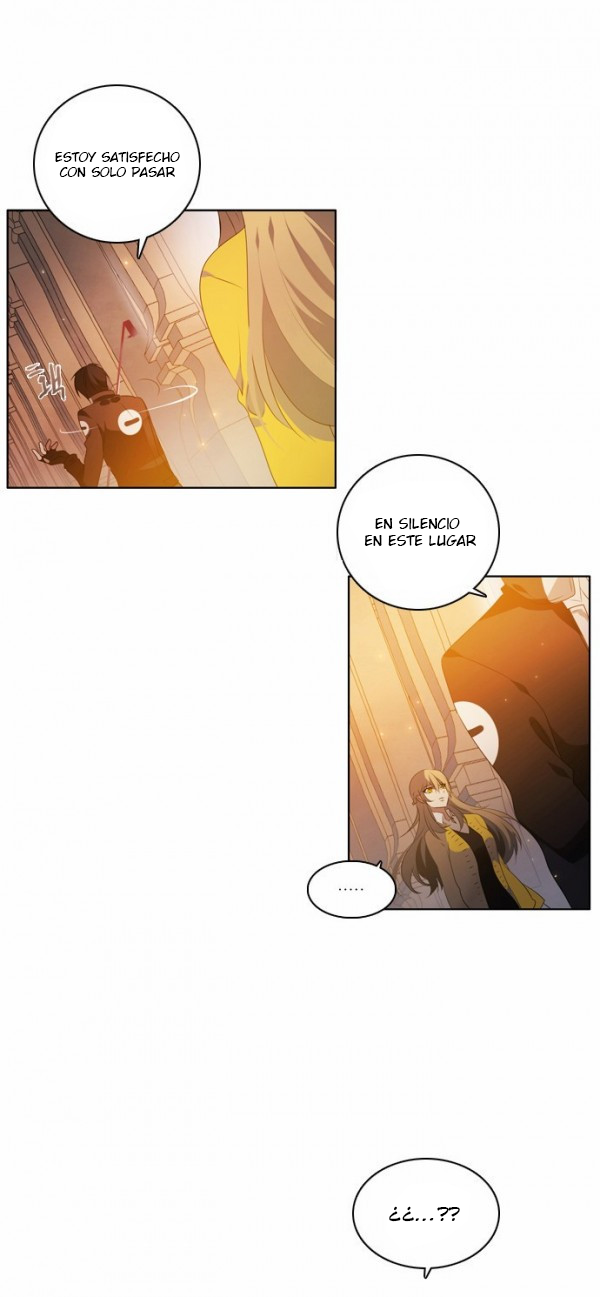 ESTOY SATISFECHO
CON SOLO PASAR
EN SILENCIO
EN ESTE LUGAR
.....
¿¿...??